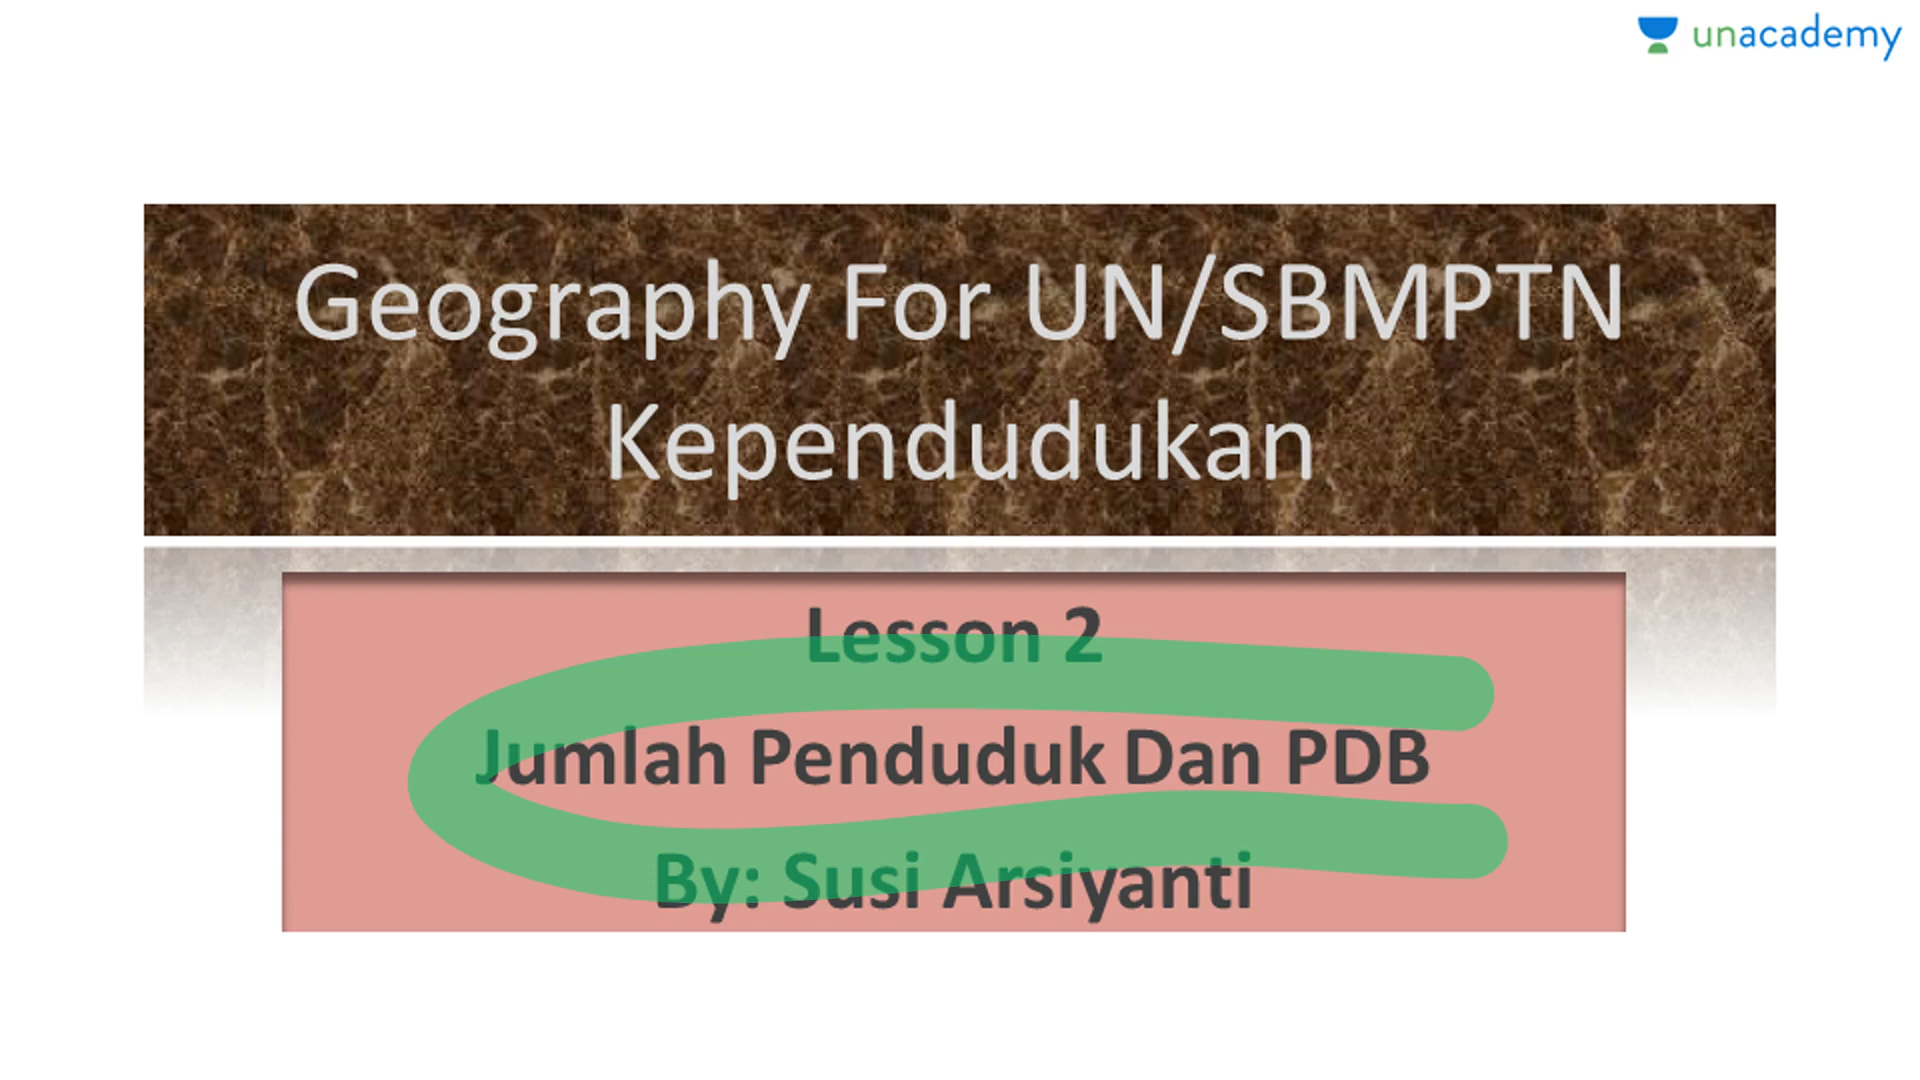 unacademy
Geography For UN/SBMPTN
Kependudukan
Lesson 2
Jumlah Penduduk Dan PDB
By: Susi Arsiyanti